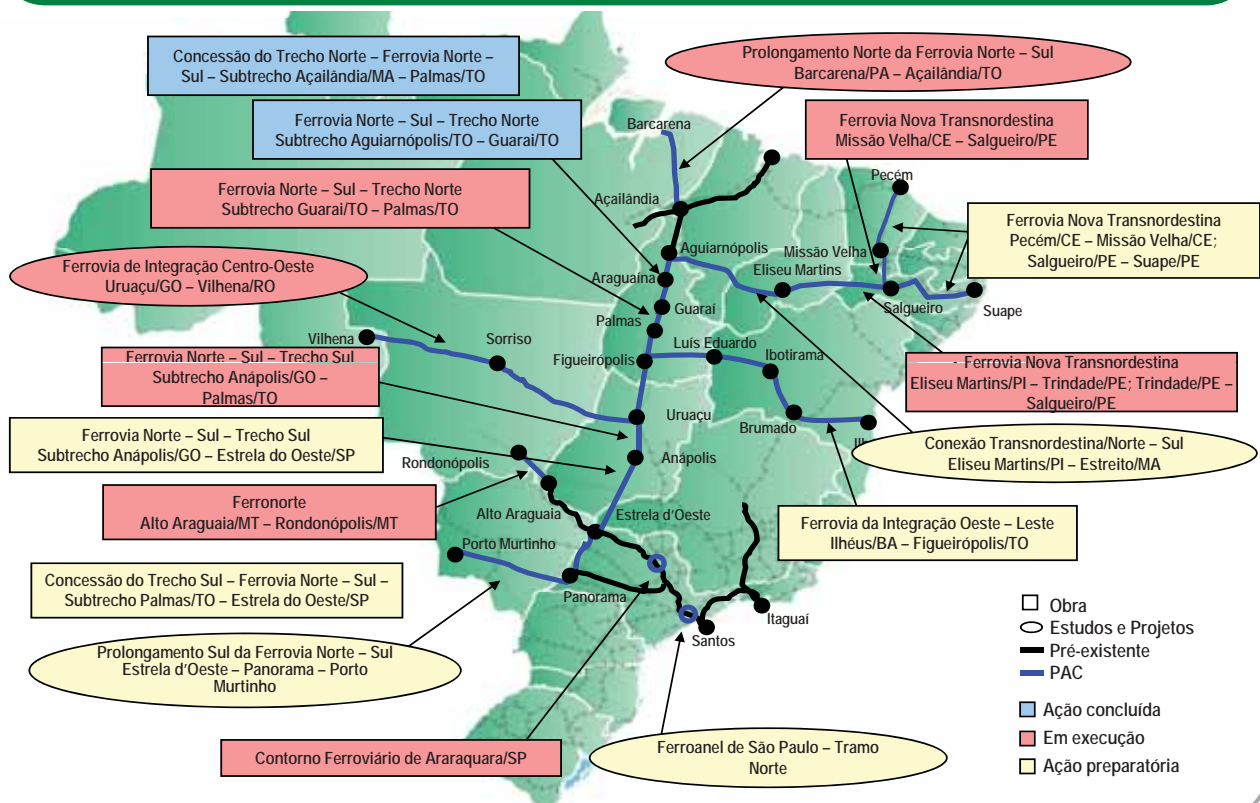 Concessão do Trecho Norte – Ferrovia Norte –
Sul – Subtrecho Açailândia/MA – Palmas/TO
Prolongamento Norte da Ferrovia Norte – Sul
Barcarena/PA – Açailândia/TO
Ferrovia Norte – Sul – Trecho Norte
Subtrecho Aguiarnópolis/TO – Guarai/TO
Ferrovia Nova Transnordestina
Missão Velha/CE – Salgueiro/PE
Ferrovia Norte – Sul – Trecho Norte
Subtrecho Guarai/TO – Palmas/TO
Ferrovia Nova Transnordestina
Pecém/CE – Missão Velha/CE;
Salgueiro/PE – Suape/PE
Ferrovia de Integração Centro-Oeste
Uruaçu/GO – Vilhena/RO
Ferrovia Norte – Sul – Trecho Sul
Subtrecho Anápolis/GO –
Palmas/TO
- Ferrovia Nova Transnordestina
Eliseu Martins/PI – Trindade/PE; Trindade/PE –
Salgueiro/PE
Ferrovia Norte – Sul – Trecho Sul
Subtrecho Anápolis/GO – Estrela do Oeste/SP
Conexão Transnordestina/Norte – Sul
Eliseu Martins/PI – Estreito/MA
Ferronorte
Alto Araguaia/MT – Rondonópolis/MT
Ferrovia da Integração Oeste – Leste
Ilhéus/BA – Figueirópolis/TO
Concessão do Trecho Sul – Ferrovia Norte – Sul –
Subtrecho Palmas/TO – Estrela do Oeste/SP
Prolongamento Sul da Ferrovia Norte – Sul
Estrela d'Oeste – Panorama – Porto
Murtinho
Contorno Ferroviário de Araraquara/SP
Ferroanel de São Paulo – Tramo
Norte
Barcarena
Açailândia
Pecém
Aguiarnópolis
Missão Velha
Araguaína
Eliseu Martins
Guaraí
Salgueiro
Suape
Palmas
Vilhena
Sorriso
Figueirópolis
Luís Eduardo
Ibotirama
Uruaçu
Brumado
Anápolis
Rondonópolis
Alto Araguaia
Estrela d'Oeste
Porto Murtinho
Panorama
Santos
Itaguaí
Obra
Estudos e Projetos
Pré-existente
PAC
Ação concluída
Em execução
Ação preparatória